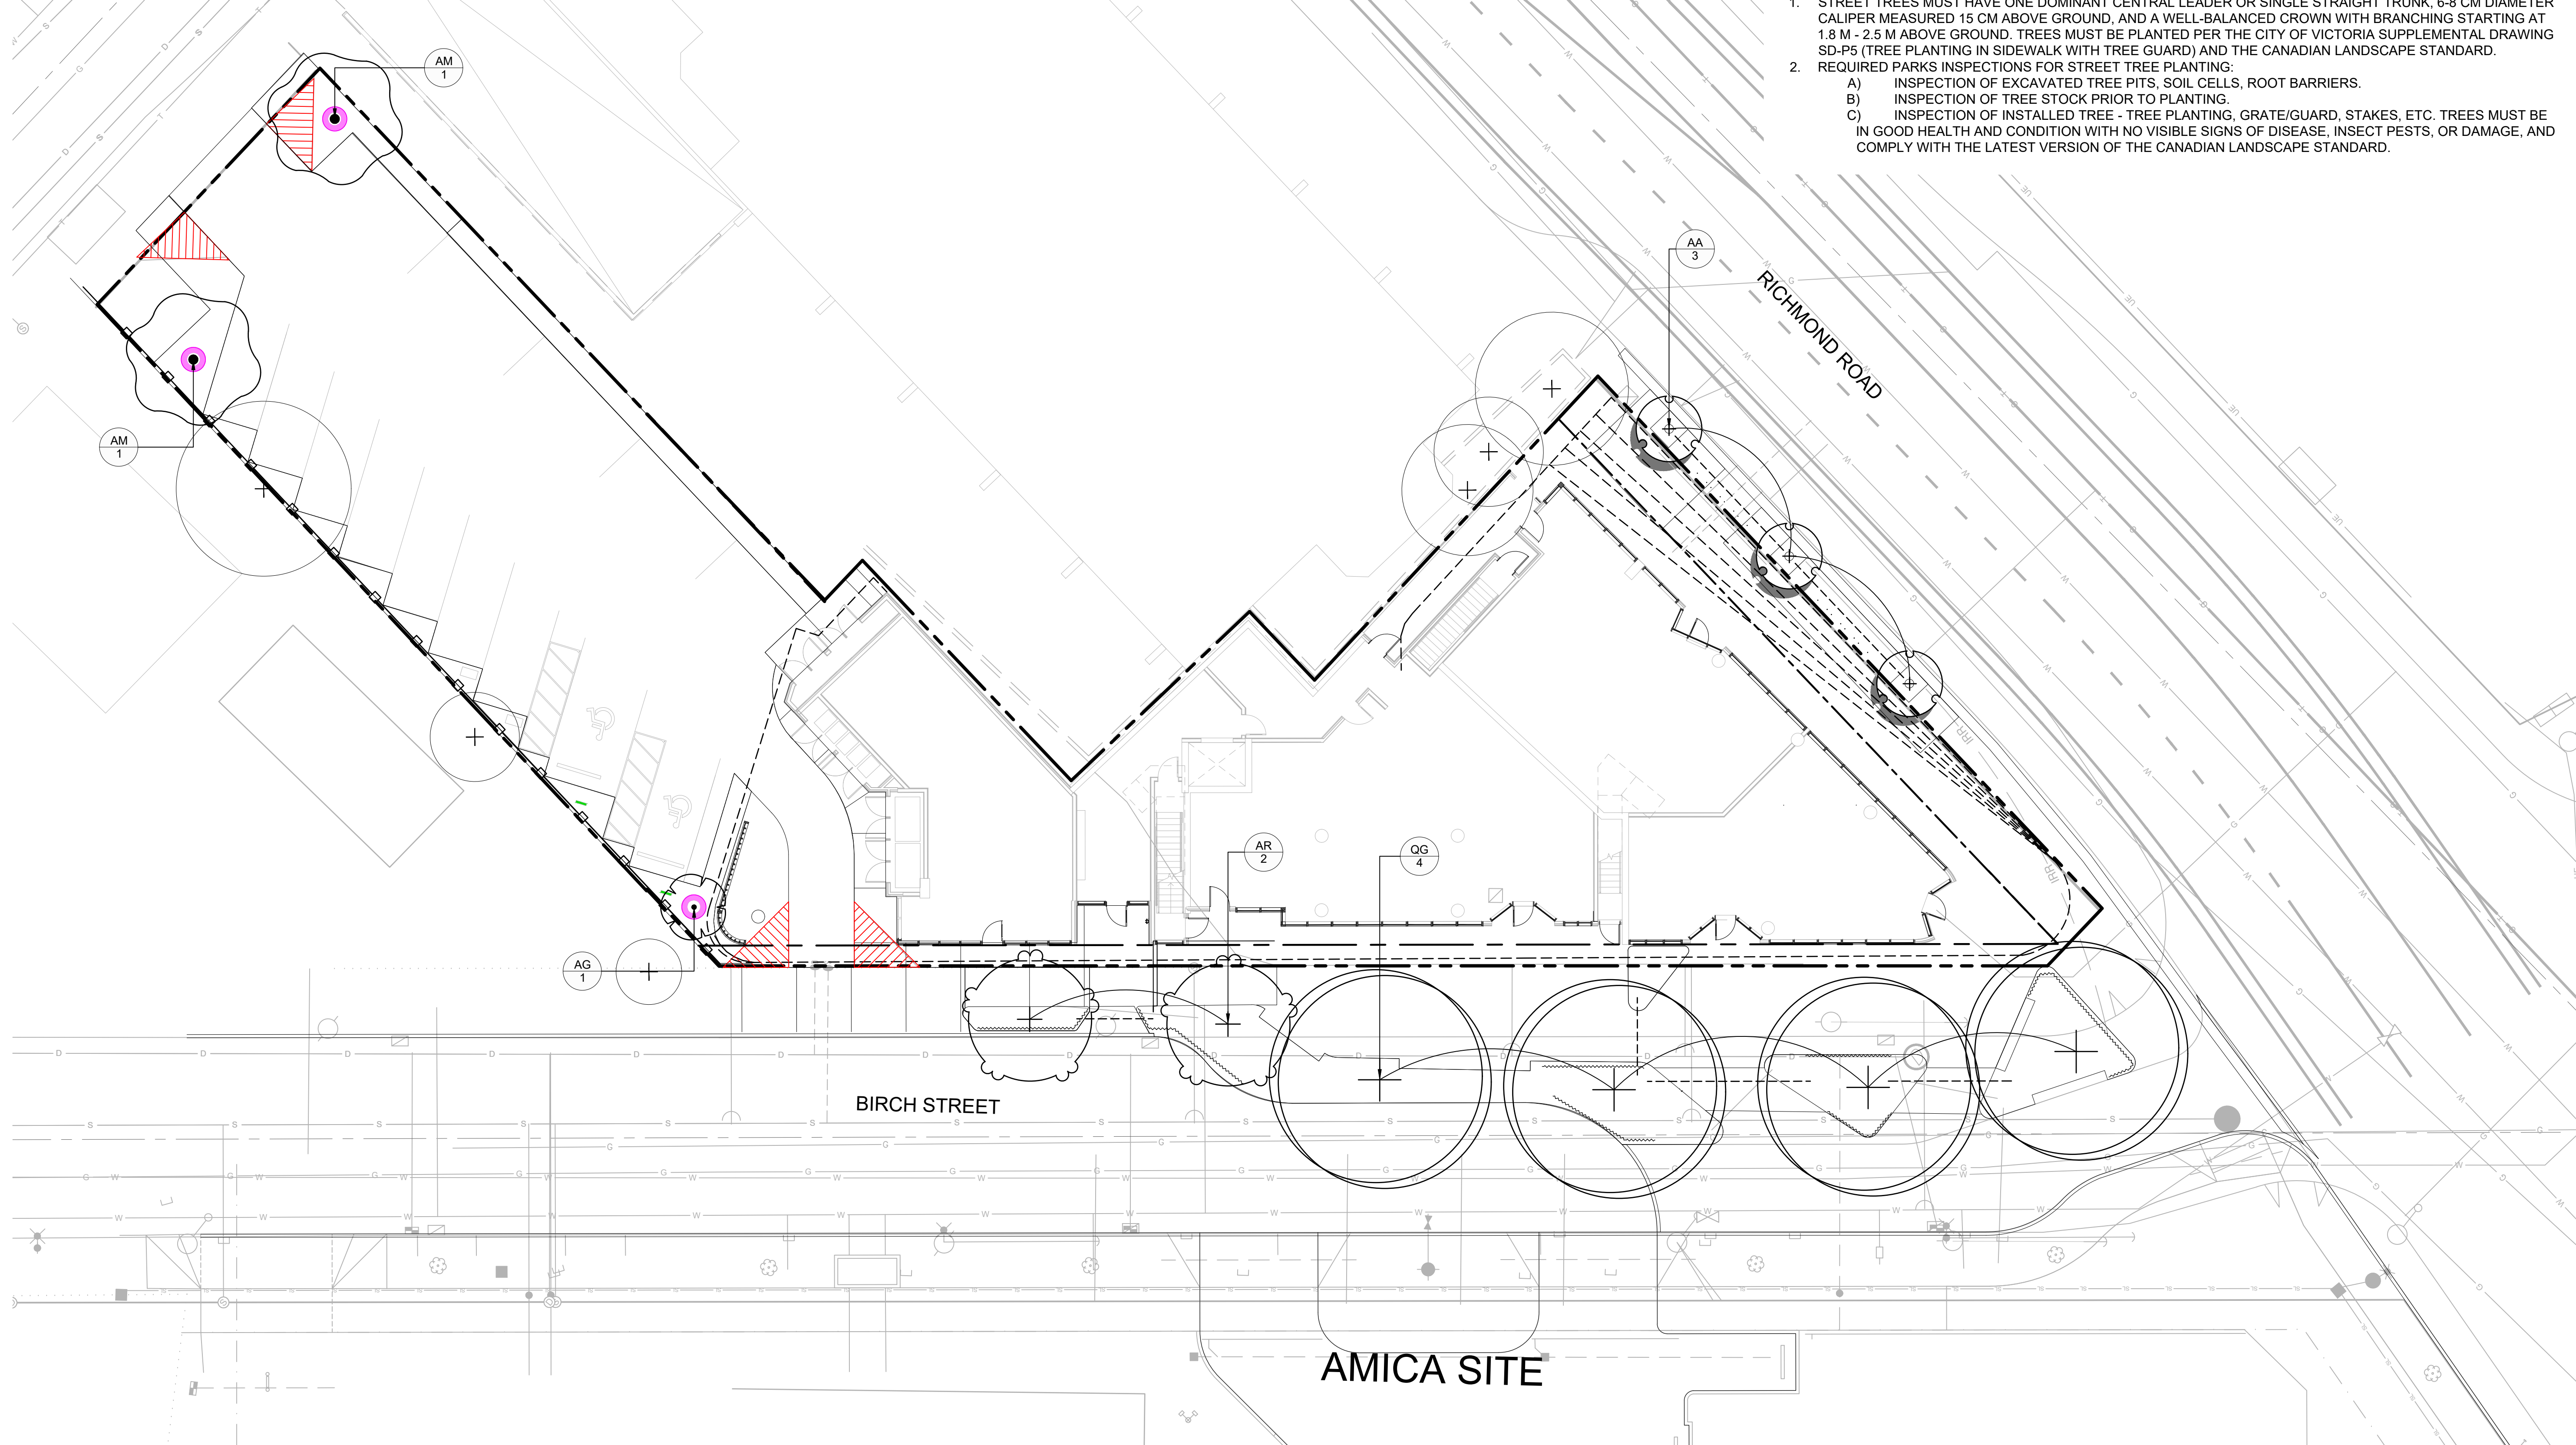 1. STREET TREES MUST HAVE ONE DOMINANT CENTRAL LEADER OR SINGLE STRAIGHT TRUNK, 6-8 CM DIAMETER
CALIPER MEASURED 15 CM ABOVE GROUND, AND A WELL-BALANCED CROWN WITH BRANCHING STARTING AT
1.8 M - 2.5 M ABOVE GROUND. TREES MUST BE PLANTED PER THE CITY OF VICTORIA SUPPLEMENTAL DRAWING
SD-P5 (TREE PLANTING IN SIDEWALK WITH TREE GUARD) AND THE CANADIAN LANDSCAPE STANDARD.
2. REQUIRED PARKS INSPECTIONS FOR STREET TREE PLANTING:
A) INSPECTION OF EXCAVATED TREE PITS, SOIL CELLS, ROOT BARRIERS.
B) INSPECTION OF TREE STOCK PRIOR TO PLANTING.
C) INSPECTION OF INSTALLED TREE - TREE PLANTING, GRATE/GUARD, STAKES, ETC. TREES MUST BE
IN GOOD HEALTH AND CONDITION WITH NO VISIBLE SIGNS OF DISEASE, INSECT PESTS, OR DAMAGE, AND
COMPLY WITH THE LATEST VERSION OF THE CANADIAN LANDSCAPE STANDARD.
AM
1
AA
3
RICHMOND ROAD
AM
1
IRR
IRR
AR
2
QG
4
AG
1
BIRCH STREET
AMICA SITE